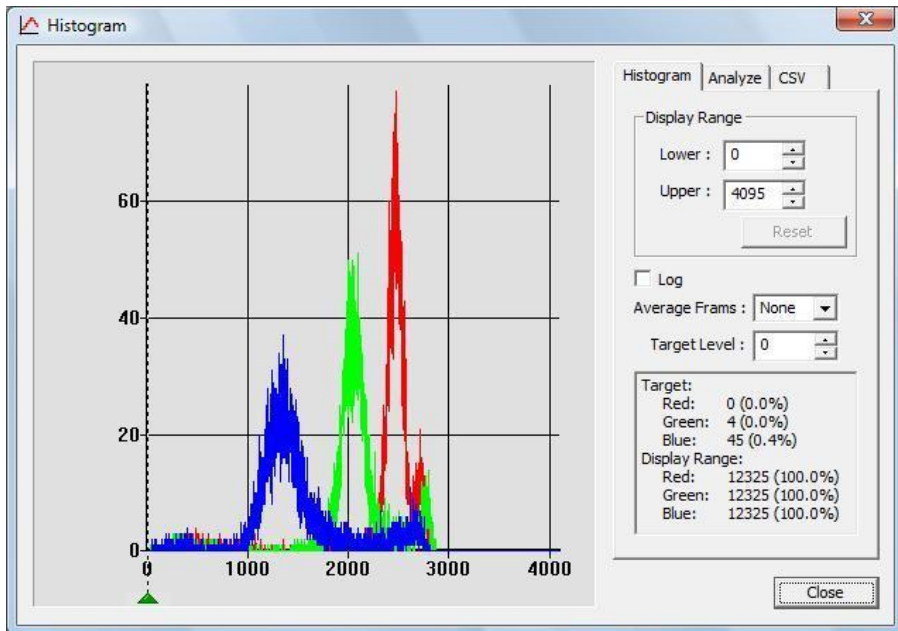 Histogram
60
40
20
0
0 1000 2000 3000 4000
Histogram Analyze CSV
Display Range
Lower : 0
Upper : 4095
Reset
Log
Average Frams : None
Target Level : 0
Target:
Red: 0 (0.0%)
Green: 4 (0.0%)
Blue: 45 (0.4%)
Display Range:
Red: 12325 (100.0%)
Green: 12325 (100.0%)
Blue: 12325 (100.0%)
Close